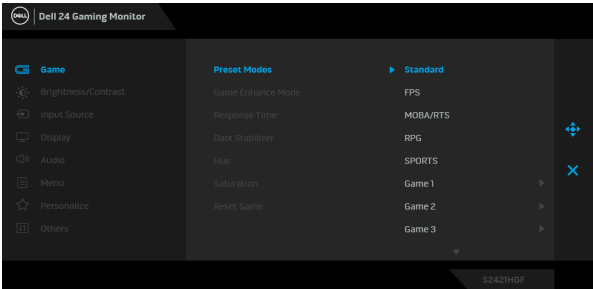 DELL
Dell 24 Gaming Monitor
Game
Preset Modes
Standard
Brightness/Contrast
Game Enhance Mode
FPS
Input Source
Response Time
MOBA/RTS
Display
Dark Stabilizer
RPG
Audio
Hue
SPORTS
Menu
Saturation
Game 1
Personalize
Reset Game
Game 2
Others
Game 3
S2421HGF